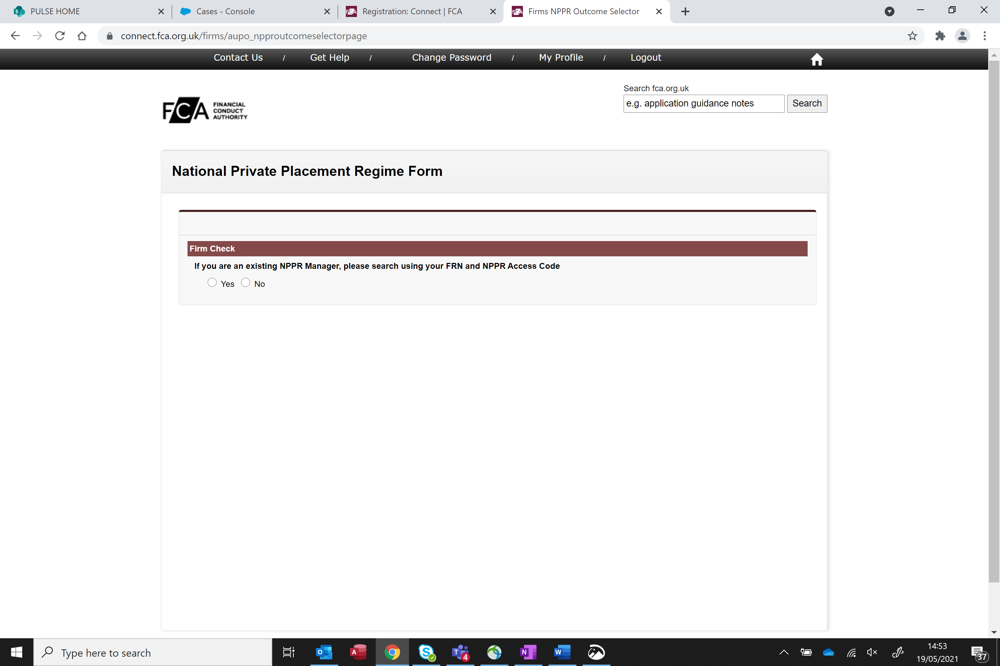 PULSE HOME
Cases - Console
Registration: Connect | FCA
Firms NPPR Outcome Selector
connect.fca.org.uk/firms/aupo_npproutcomeselectorpage
Contact Us / Get Help / Change Password / My Profile / Logout
Search fca.org.uk
e.g. application guidance notes
Search
FCA FINANCIAL
CONDUCT
AUTHORITY
National Private Placement Regime Form
Firm Check
If you are an existing NPPR Manager, please search using your FRN and NPPR Access Code
Yes No
Type here to search
4
14:53
19/05/2021
37